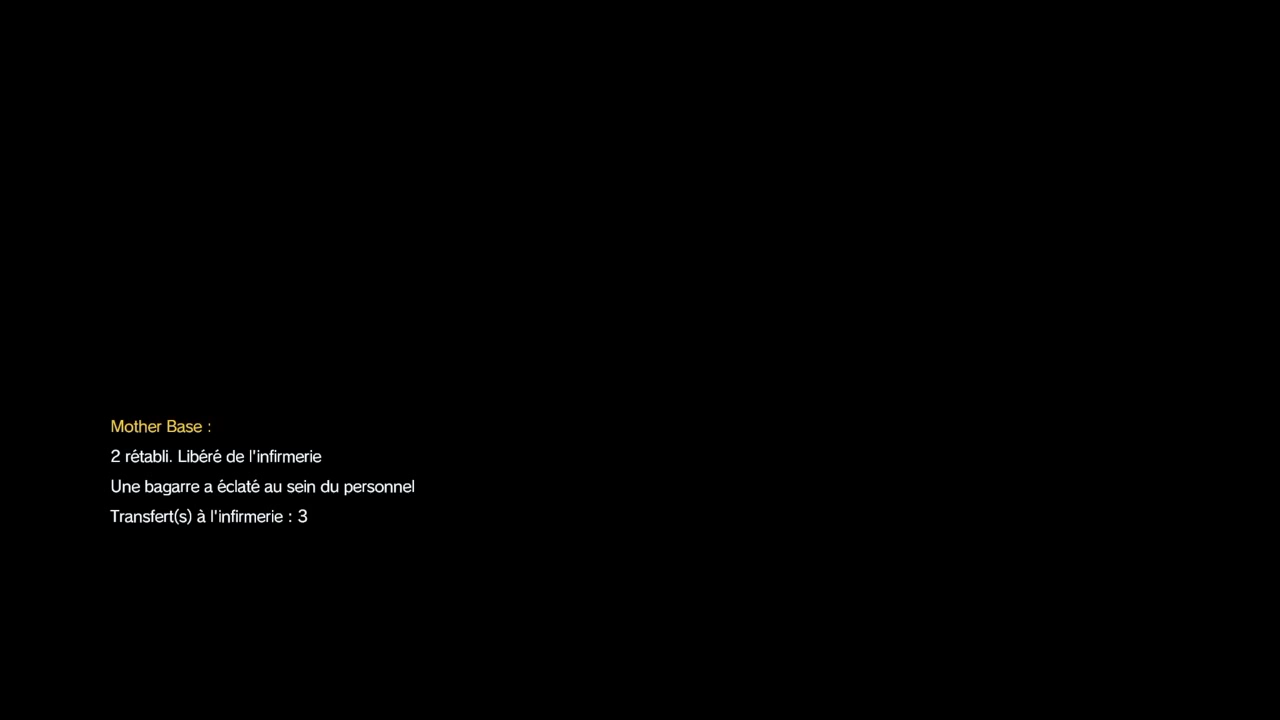 Mother Base :
2 rétabli. Libéré de l'infirmerie
Une bagarre a éclaté au sein du personnel
Transfert(s) à l'infirmerie : 3